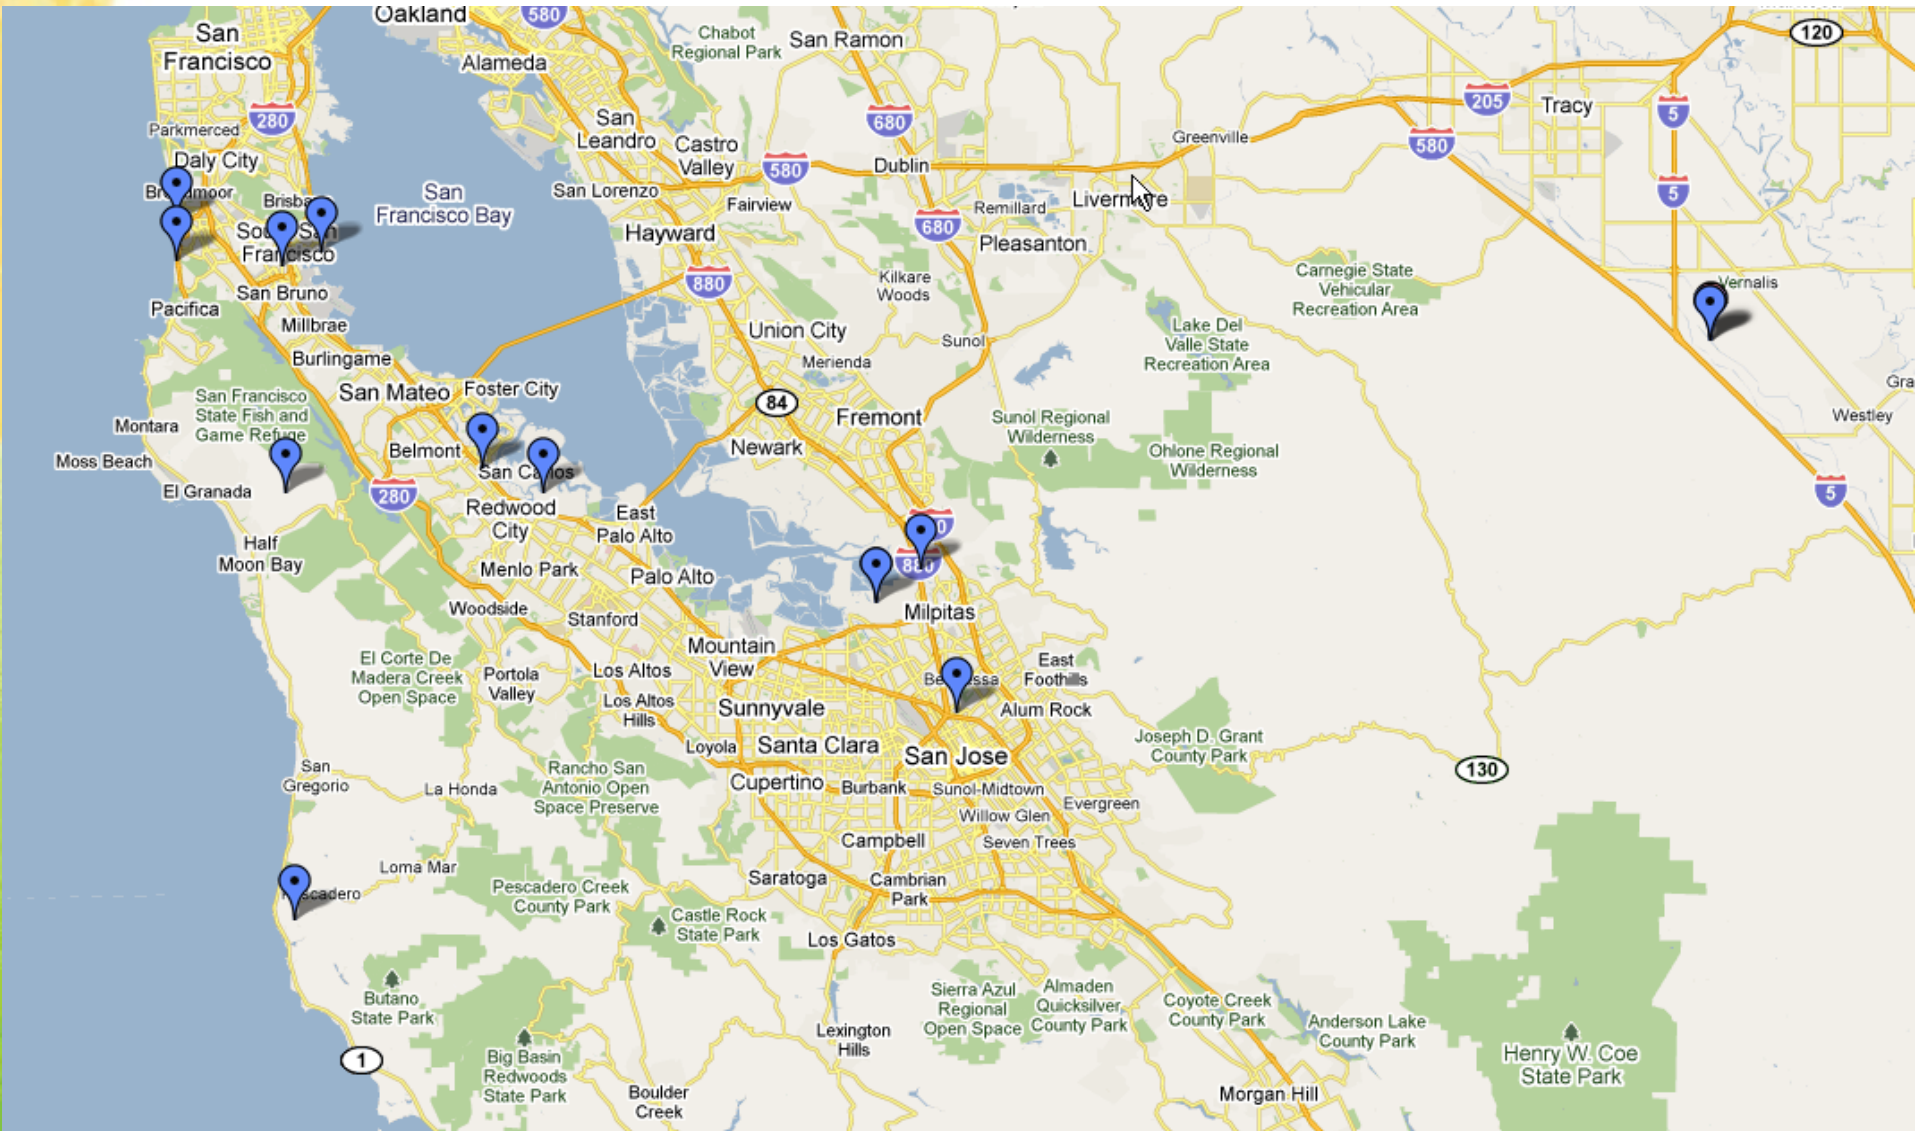 Oakland
580
San
Francisco
Alameda
Chabot
Regional Park
San Ramon
120
280
Parkmerced
San
Leandro
Castro
Valley
680
205
Tracy
5
Greenville
580
Daly City
580
Dublin
San
Francisco Bay
San Lorenzo
Fairview
Remillard
680
Pleasanton
5
Hayward
San
Francisco
880
Kilkare
Woods
Carnegie State
Vehicular
Recreation Area
Vernalis
San Bruno
Pacifica
Millbrae
Union City
Lake Del
Valle State
Recreation Area
Sunol
Burlingame
Merienda
San Mateo
Foster City
San Francisco
State Fish and
Game Refuge
84
Fremont
Sunol Regional
Wilderness
Westley
Montara
Belmont
Newark
Ohlone Regional
Wilderness
Moss Beach
El Granada
280
5
Redwood
City
East
Palo Alto
Half
Moon Bay
880
Menlo Park
Palo Alto
Woodside
Stanford
Milpitas
Mountain
View
El Corte De
Madera Creek
Open Space
Portola
Valley
Los Altos
East
Foothills
Los Altos
Hills
Sunnyvale
Alum Rock
Loyola
Santa Clara
San Jose
Joseph D. Grant
County Park
130
San
Gregorio
La Honda
Rancho San
Antonio Open
Space Preserve
Cupertino
Burbank
Sunol-Midtown
Evergreen
Willow Glen
Campbell
Seven Trees
Loma Mar
Saratoga
Cambrian
Park
Pescadero Creek
County Park
Castle Rock
State Park
Los Gatos
Butano
State Park
Sierra Azul
Regional
Open Space
Almaden
Quicksilver
County Park
Coyote Creek
County Park
Anderson Lake
County Park
Lexington
Hills
1
Big Basin
Redwoods
State Park
Henry W. Coe
State Park
Boulder
Creek
Morgan Hill